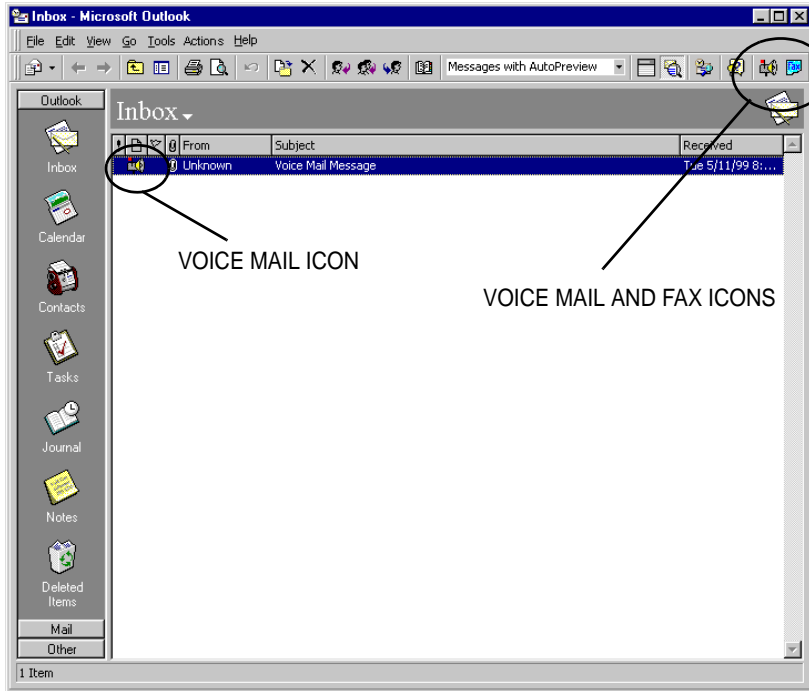 Inbox - Microsoft Outlook
File Edit View Go Tools Actions Help
Messages with AutoPreview
Outlook
Inbox
From Subject Received
Unknown Voice Mail Message Tue 5/11/99 8:...
Inbox
Calendar
VOICE MAIL ICON
VOICE MAIL AND FAX ICONS
Contacts
Tasks
Journal
Notes
Deleted
Items
Mail
Other
1 Item